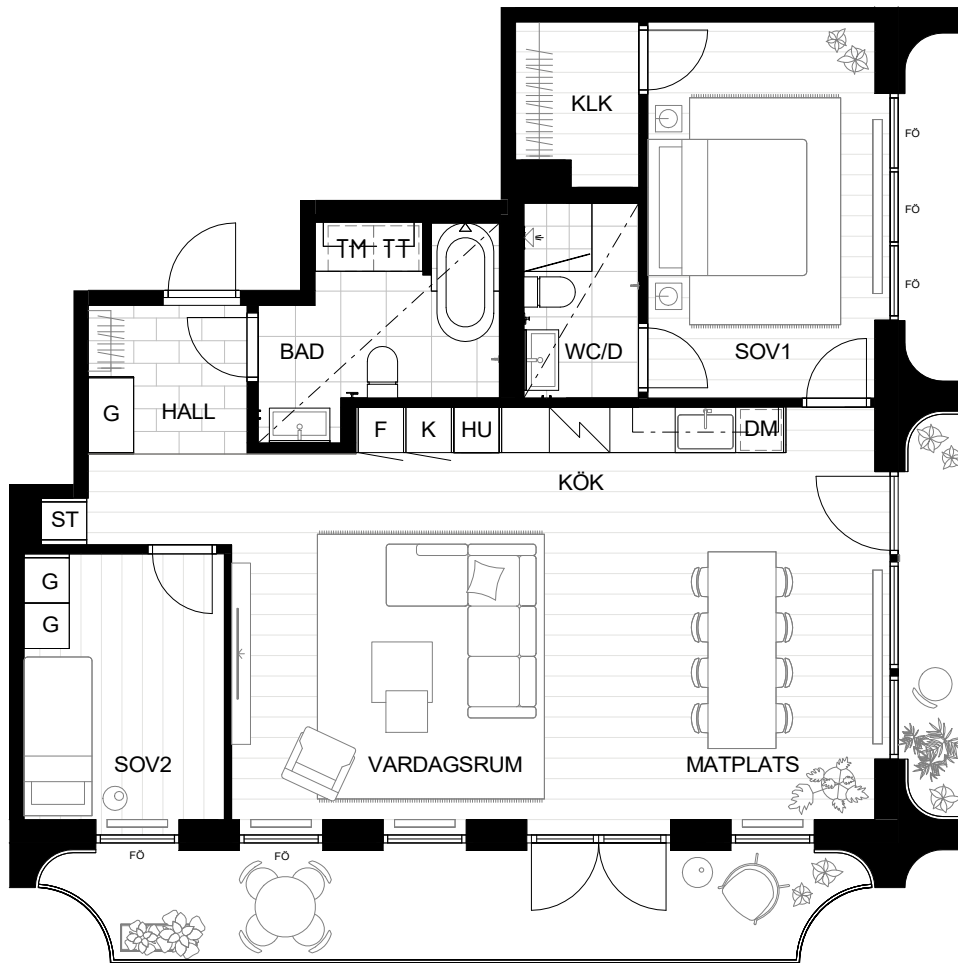 KLK
FÖ
FÖ
TM TT
FÖ
BAD
WC/D
SOV1
G
HALL
F
K
HU
DM
KÖK
ST
G
G
SOV2
VARDAGSRUM
MATPLATS
FÖ
FÖ